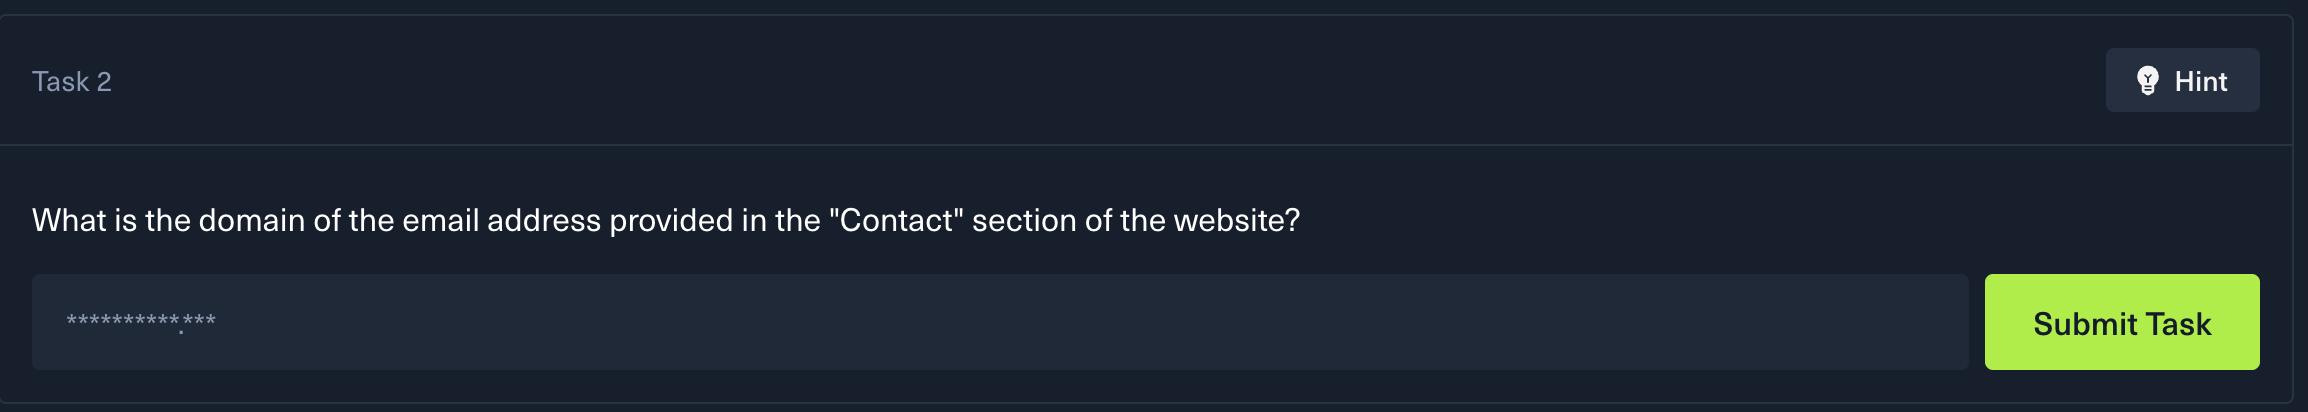 Task 2
Hint
What is the domain of the email address provided in the "Contact" section of the website?
**********.***
Submit Task